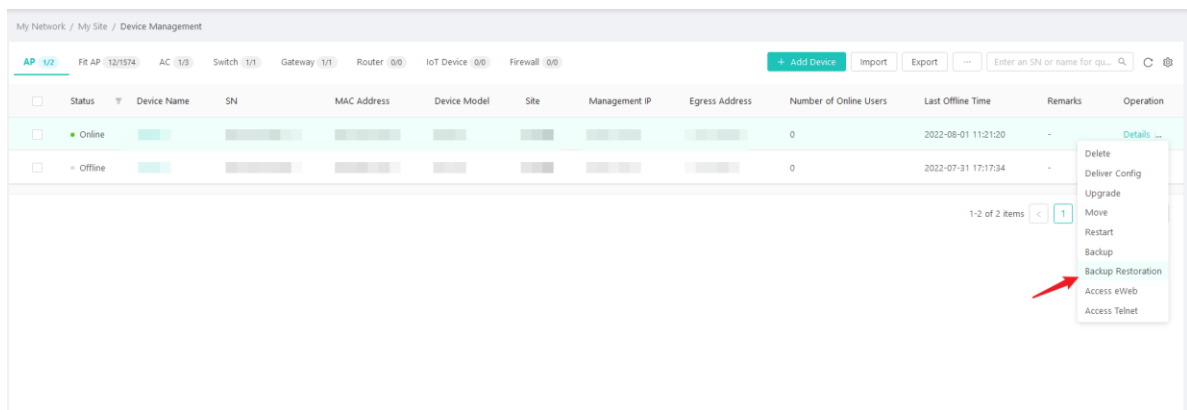 My Network / My Site / Device Management
AP 1/2 Fit AP 12/1574 AC 1/3 Switch 1/1 Gateway 1/1 Router 0/0 IoT Device 0/0 Firewall 0/0 + Add Device Import Export ... Enter an SN or name for qu...
Status Device Name SN MAC Address Device Model Site Management IP Egress Address Number of Online Users Last Offline Time Remarks Operation
Online 0 2022-08-01 11:21:20 - Details ...
Offline 0 2022-07-31 17:17:34 -
1-2 of 2 items < 1
Delete
Deliver Config
Upgrade
Move
Restart
Backup
Backup Restoration
Access eWeb
Access Telnet